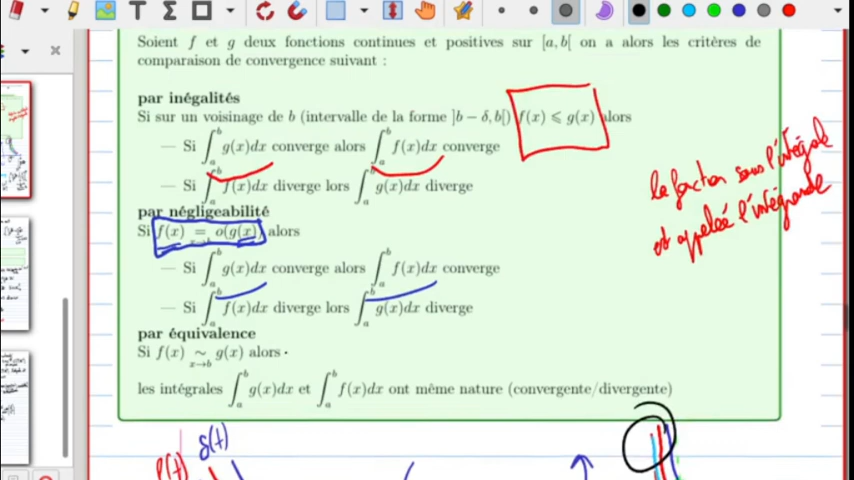 Soient f et g deux fonctions continues et positives sur [a, b[ on a alors les critères de
comparaison de convergence suivant :
par inégalités
Si sur un voisinage de b (intervalle de la forme ]b − δ, b[) f(x) ⩽ g(x) alors
— Si ∫_a^b g(x)dx converge alors ∫_a^b f(x)dx converge
— Si ∫_a^b f(x)dx diverge lors ∫_a^b g(x)dx diverge
par négligeabilité
Si f(x) =_{x→b} o(g(x)) alors
— Si ∫_a^b g(x)dx converge alors ∫_a^b f(x)dx converge
— Si ∫_a^b f(x)dx diverge lors ∫_a^b g(x)dx diverge
par équivalence
Si f(x) ∼_{x→b} g(x) alors
les intégrales ∫_a^b g(x)dx et ∫_a^b f(x)dx ont même nature (convergente/divergente)
la fonction sous l'intégrale
et appelée l'intégrande